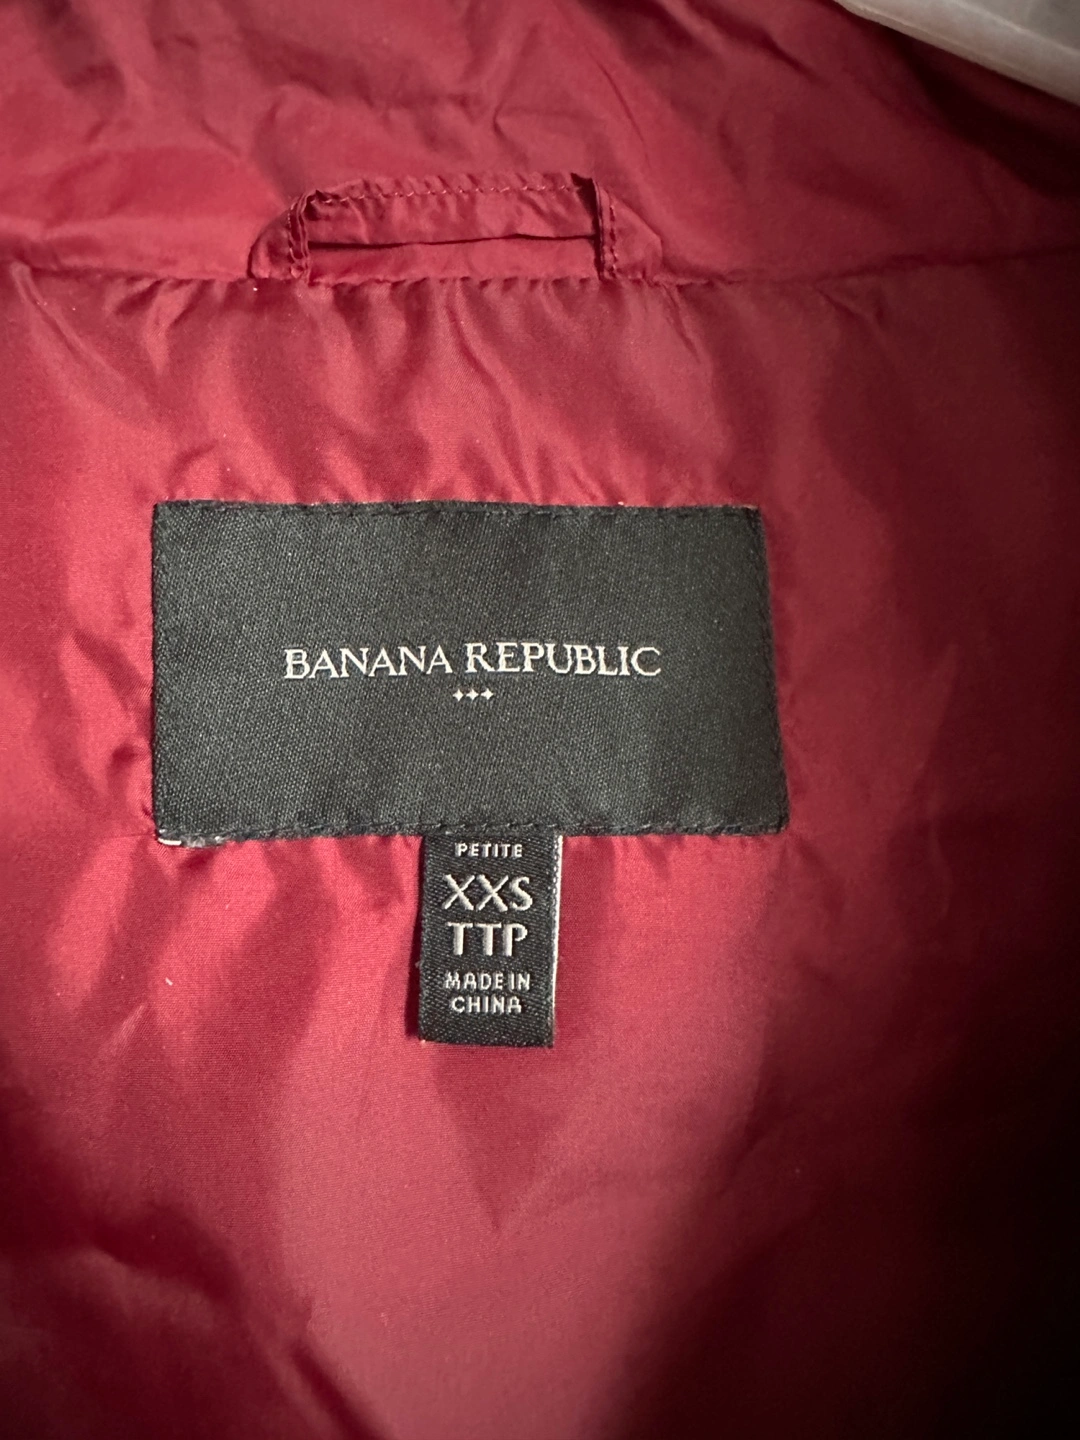 BANANA REPUBLIC
PETITE
XXS
TTP
MADE IN
CHINA